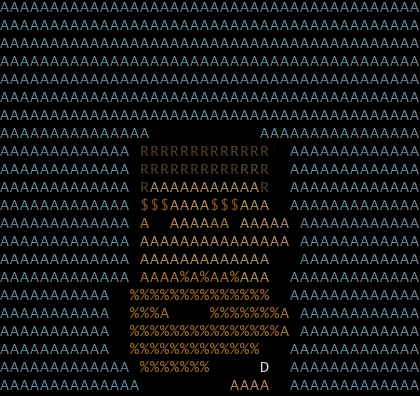 AAAAAAAAAAAAAAAAAAAAAAAAAAAAAAAAAAAAAAAAAA
AAAAAAAAAAAAAAAAAAAAAAAAAAAAAAAAAAAAAAAAAA
AAAAAAAAAAAAAAAAAAAAAAAAAAAAAAAAAAAAAAAAAA
AAAAAAAAAAAAAAAAAAAAAAAAAAAAAAAAAAAAAAAAAA
AAAAAAAAAAAAAAAAAAAAAAAAAAAAAAAAAAAAAAAAAA
AAAAAAAAAAAAAAAAAAAAAAAAAAAAAAAAAAAAAAAAAA
AAAAAAAAAAAAAAAAAAAAAAAAAAAAAAAAAAAAAAAAAA
AAAAAAAAAAAAAAA           AAAAAAAAAAAAAAAA
AAAAAAAAAAAAA RRRRRRRRRRRRR  AAAAAAAAAAAAA
AAAAAAAAAAAAA RRRRRRRRRRRRR  AAAAAAAAAAAAA
AAAAAAAAAAAAA RAAAAAAAAAAAR  AAAAAAAAAAAAA
AAAAAAAAAAAAA $$$AAAA$$$AAA  AAAAAAAAAAAAA
AAAAAAAAAAAAA A  AAAAAA AAAAA AAAAAAAAAAAA
AAAAAAAAAAAAA AAAAAAAAAAAAAAA AAAAAAAAAAAA
AAAAAAAAAAAAA AAAAAAAAAAAAA   AAAAAAAAAAAA
AAAAAAAAAAAAA AAAA%A%AA%AAA  AAAAAAAAAAAAA
AAAAAAAAAAA  %%%%%%%%%%%%%%  AAAAAAAAAAAAA
AAAAAAAAAAA  %%%A    %%%%%%%A AAAAAAAAAAAA
AAAAAAAAAAA  %%%%%%%%%%%%%%%A AAAAAAAAAAAA
AAAAAAAAAAA  %%%%%%%%%%%%%   AAAAAAAAAAAAA
AAAAAAAAAAAAA %%%%%%%     D  AAAAAAAAAAAAA
AAAAAAAAAAAAAA         AAAA  AAAAAAAAAAAAA